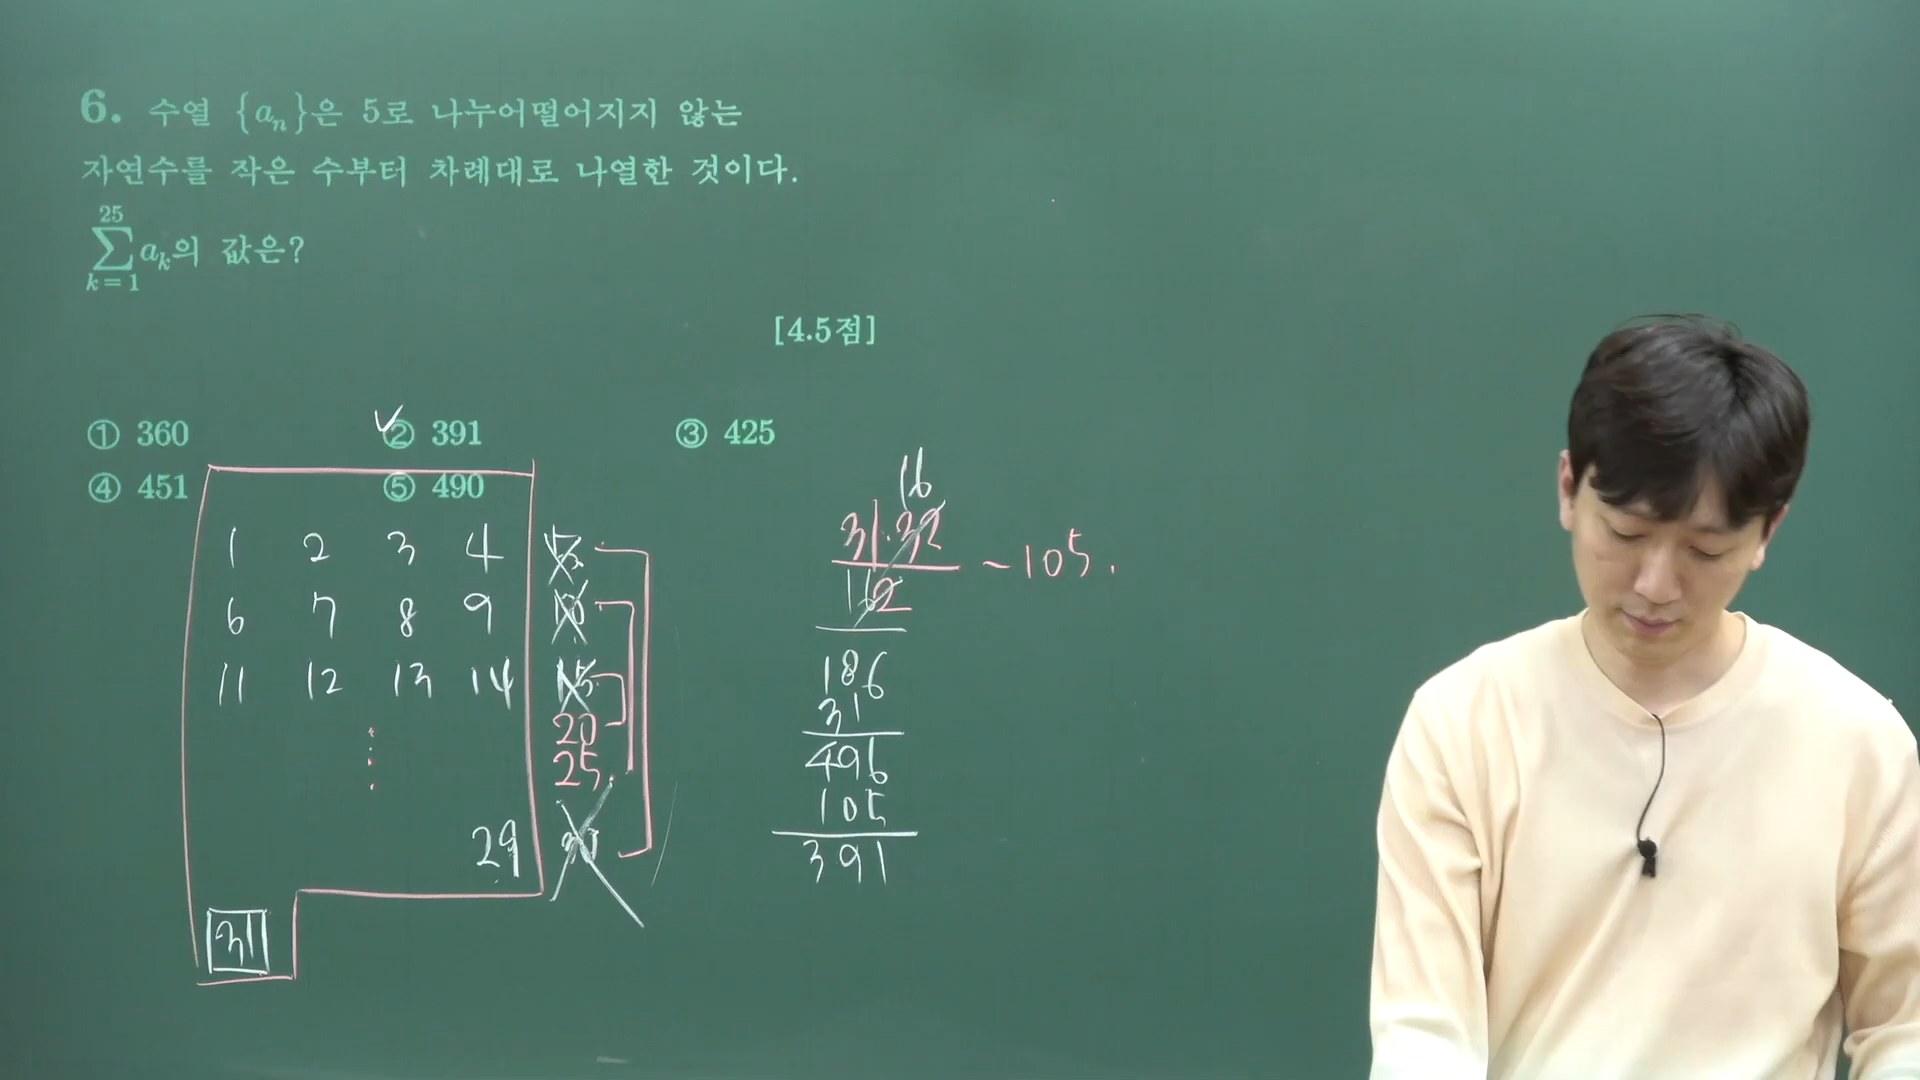 6. 수열 {aₙ}은 5로 나누어떨어지지 않는
자연수를 작은 수부터 차례대로 나열한 것이다.
25
∑ aₖ의 값은?
k=1
[4.5점]
① 360 ② 391 ③ 425
④ 451 ⑤ 490
1 2 3 4 5
6 7 8 9 10
11 12 13 14 15
20
25
29 30
31
16
31·32
2
-105.
16
186
31
496
105
391